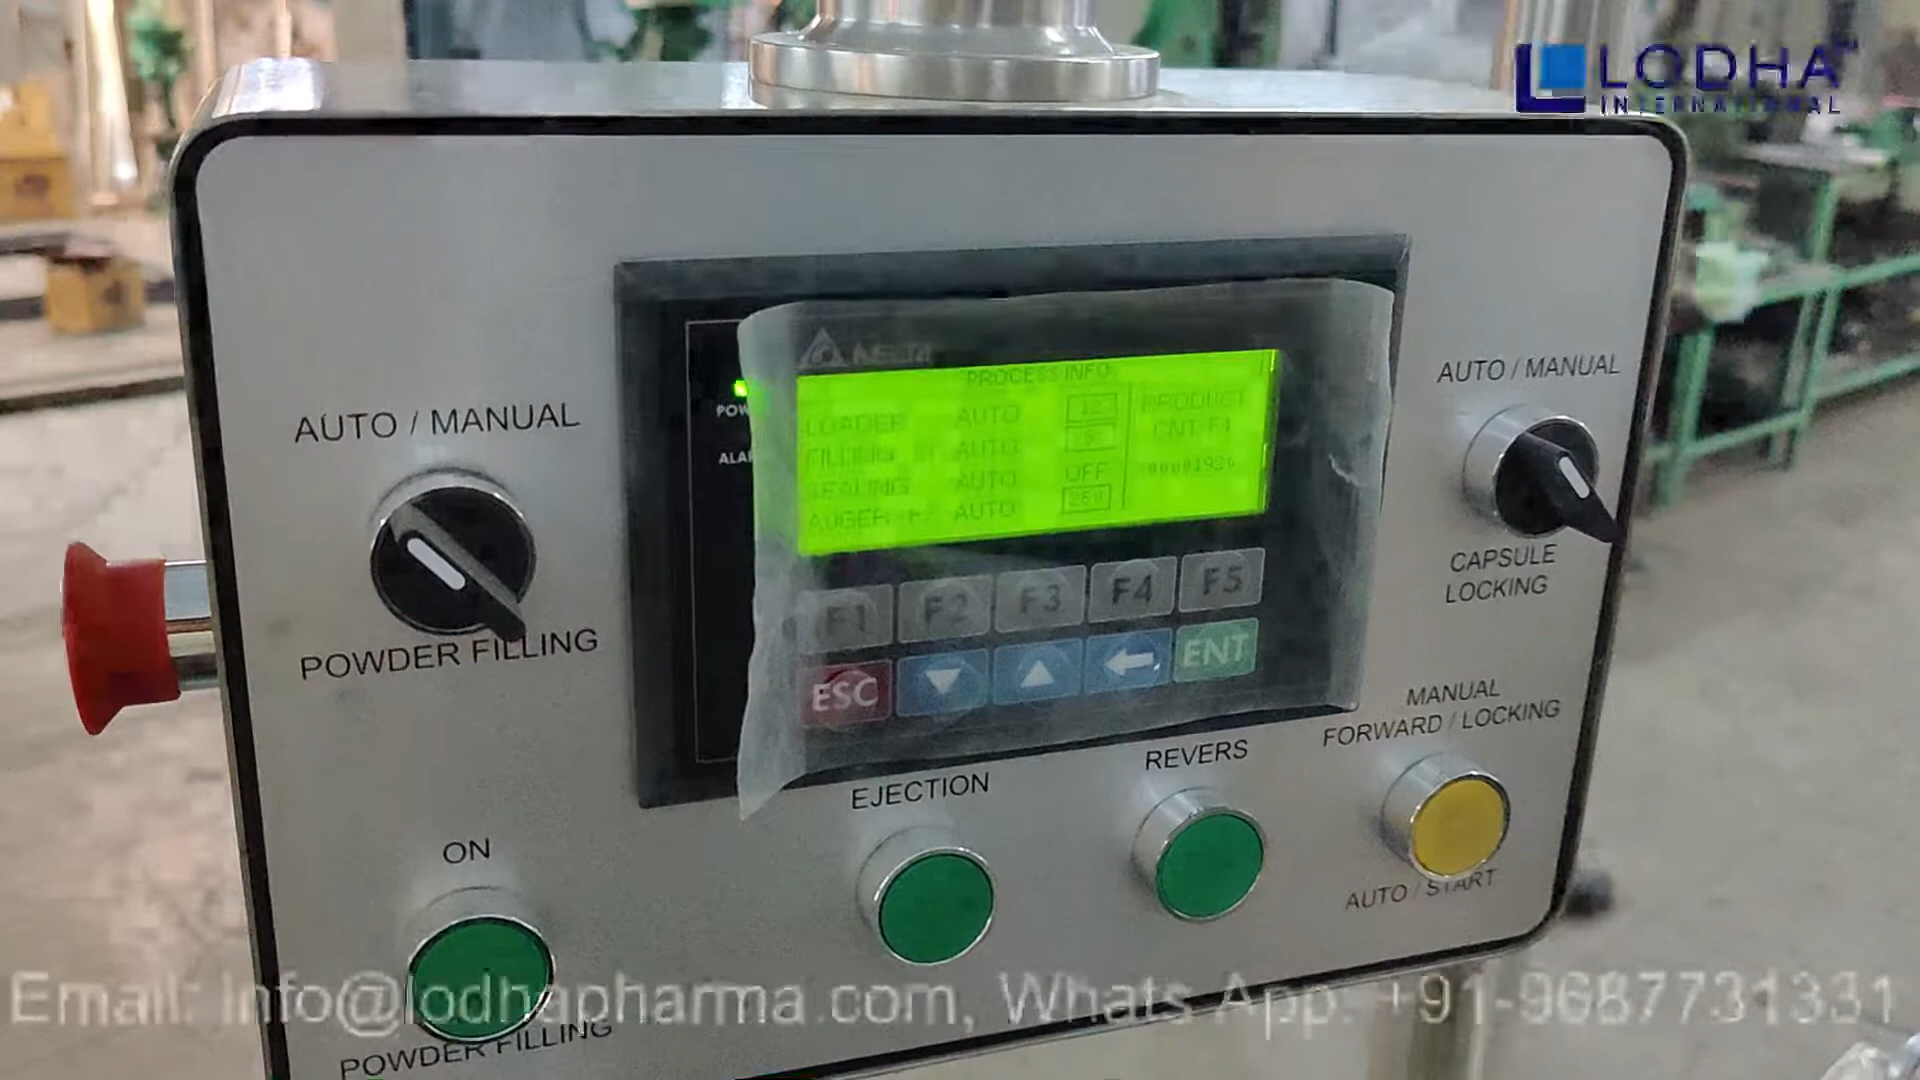 LODHA
INTERNATIONAL
AUTO / MANUAL
POWDER FILLING
ON
POWDER FILLING
PROCESS INFO
LOADER AUTO
FILLING AUTO
AUTO OFF
AUGER AUTO
PRODUCT
CNT F4
F1 F2 F3 F4 F5
ESC ENT
EJECTION
REVERS
AUTO / MANUAL
CAPSULE
LOCKING
MANUAL
FORWARD / LOCKING
AUTO / START
Email: Info@lodhapharma.com, Whats App: +91-9687731331